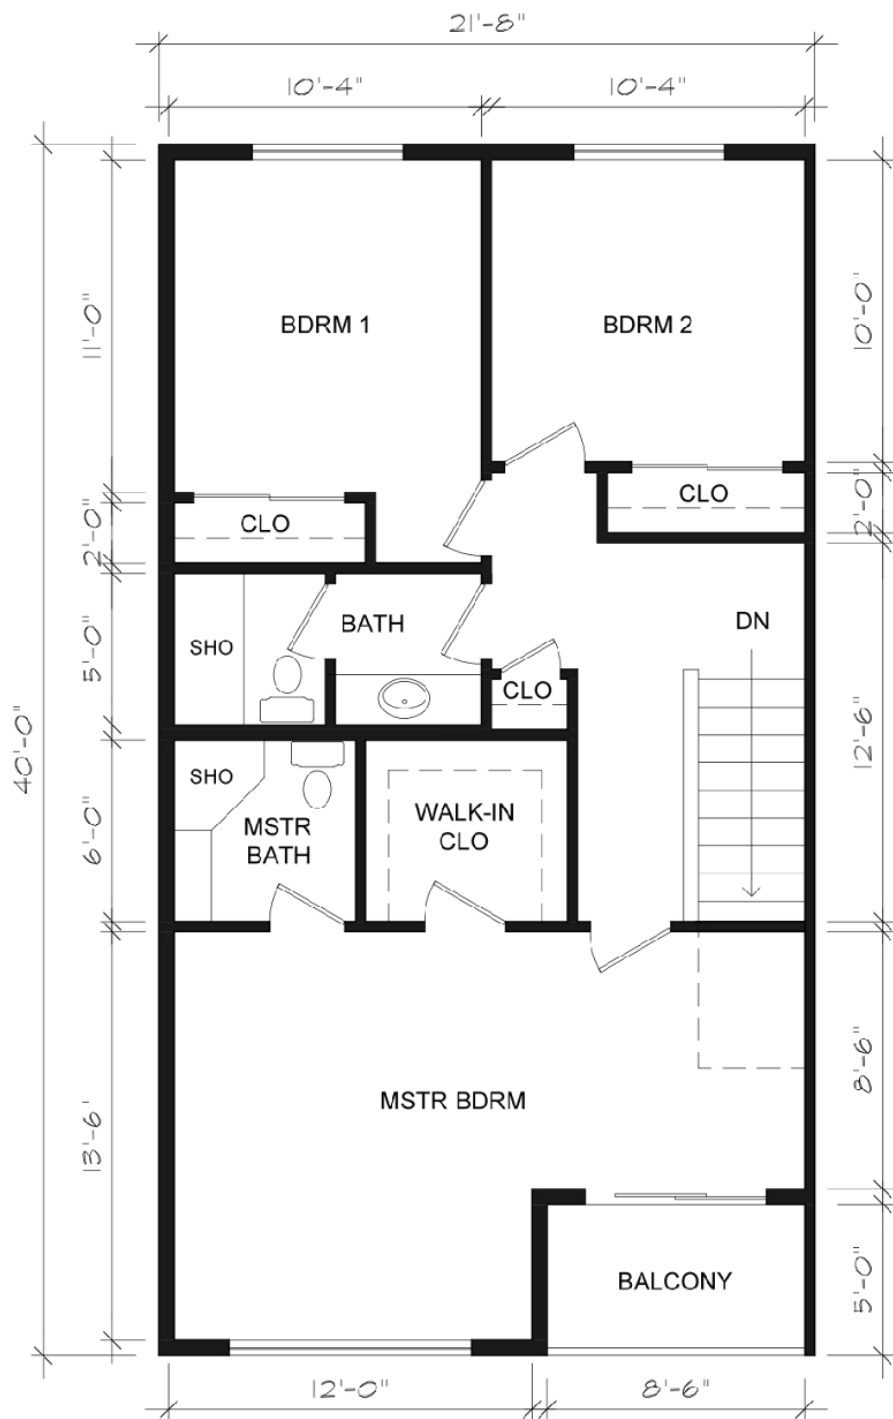 21'-8"
10'-4"
10'-4"
11'-0"
10'-0"
BDRM 1
BDRM 2
CLO
2'-0"
CLO
2'-0"
BATH
DN
SHO
5'-0"
CLO
40'-0"
12'-6"
SHO
WALK-IN
CLO
MSTR
BATH
6'-0"
8'-6"
MSTR BDRM
13'-6'
BALCONY
5'-0"
12'-0"
8'-6"